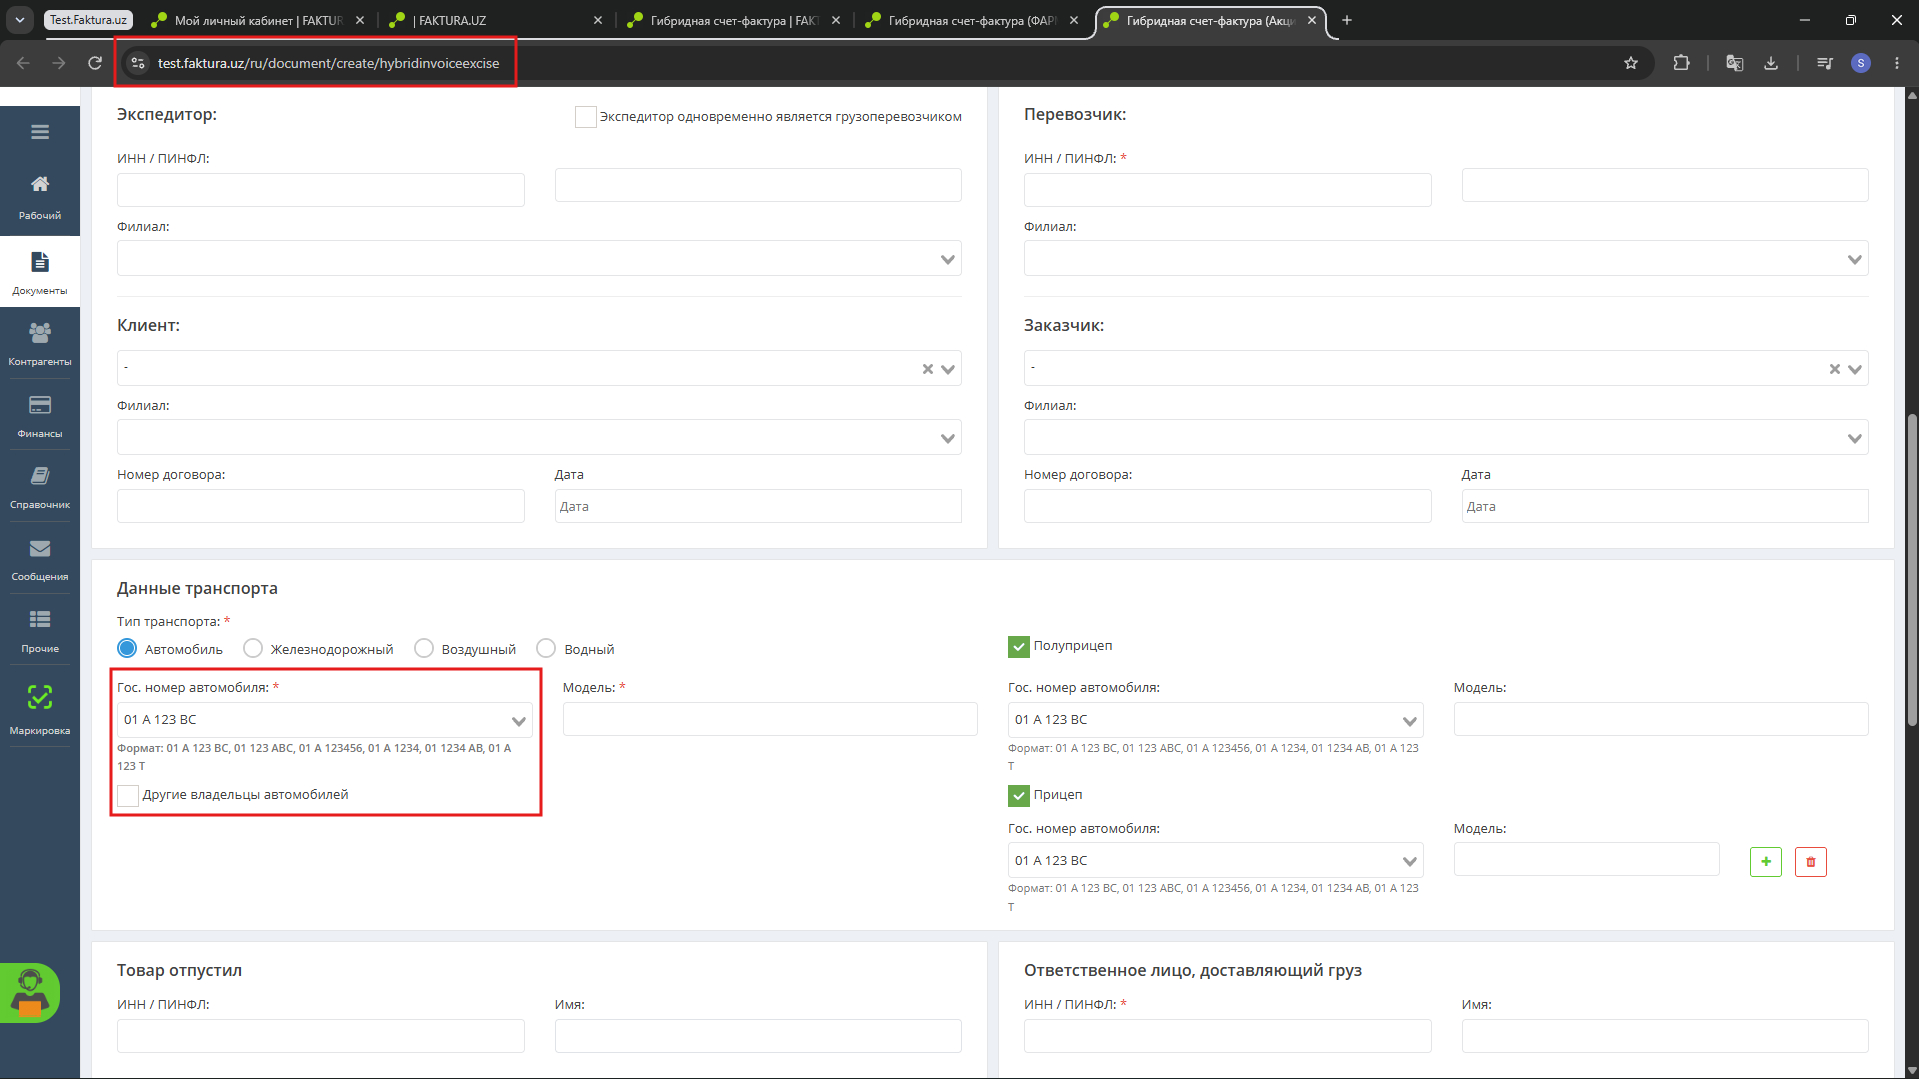 Test.Faktura.uz
Мой личный кабинет | FAKTUR
| FAKTURA.UZ
Гибридная счет-фактура | FAKT
Гибридная счет-фактура (ФАРМ
Гибридная счет-фактура (Акци
test.faktura.uz/ru/document/create/hybridinvoiceexcise
S
Рабочий
Документы
Контрагенты
Финансы
Справочник
Сообщения
Прочие
Маркировка
Экспедитор:
Экспедитор одновременно является грузоперевозчиком
ИНН / ПИНФЛ:
Филиал:
Перевозчик:
ИНН / ПИНФЛ: *
Филиал:
Клиент:
-
Филиал:
Номер договора:
Дата
Дата
Заказчик:
-
Филиал:
Номер договора:
Дата
Дата
Данные транспорта
Тип транспорта: *
Автомобиль
Железнодорожный
Воздушный
Водный
Гос. номер автомобиля: *
01 A 123 BC
Формат: 01 A 123 BC, 01 123 ABC, 01 A 123456, 01 A 1234, 01 1234 AB, 01 A
123 T
Другие владельцы автомобилей
Модель: *
Полуприцеп
Гос. номер автомобиля:
01 A 123 BC
Формат: 01 A 123 BC, 01 123 ABC, 01 A 123456, 01 A 1234, 01 1234 AB, 01 A 123
T
Модель:
Прицеп
Гос. номер автомобиля:
01 A 123 BC
Формат: 01 A 123 BC, 01 123 ABC, 01 A 123456, 01 A 1234, 01 1234 AB, 01 A 123
T
Модель:
Товар отпустил
ИНН / ПИНФЛ:
Имя:
Ответственное лицо, доставляющий груз
ИНН / ПИНФЛ: *
Имя: